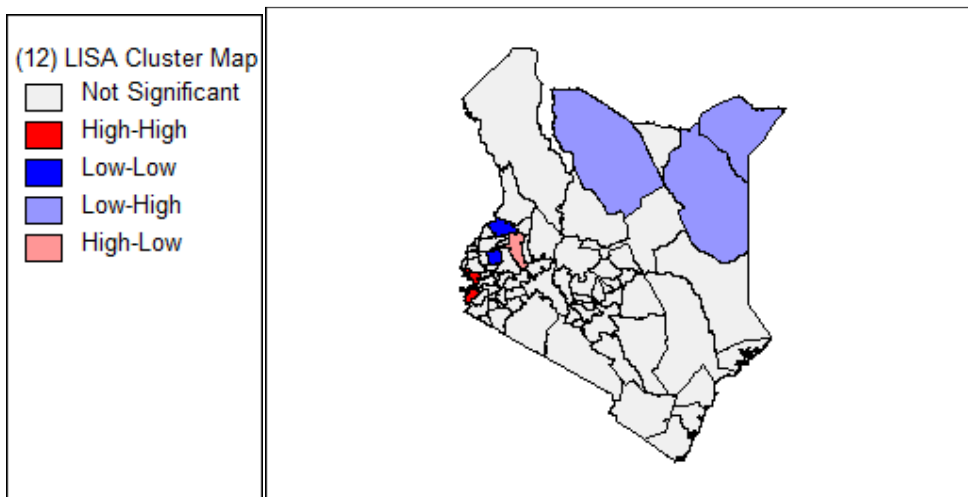 (12) LISA Cluster Map
Not Significant
High-High
Low-Low
Low-High
High-Low